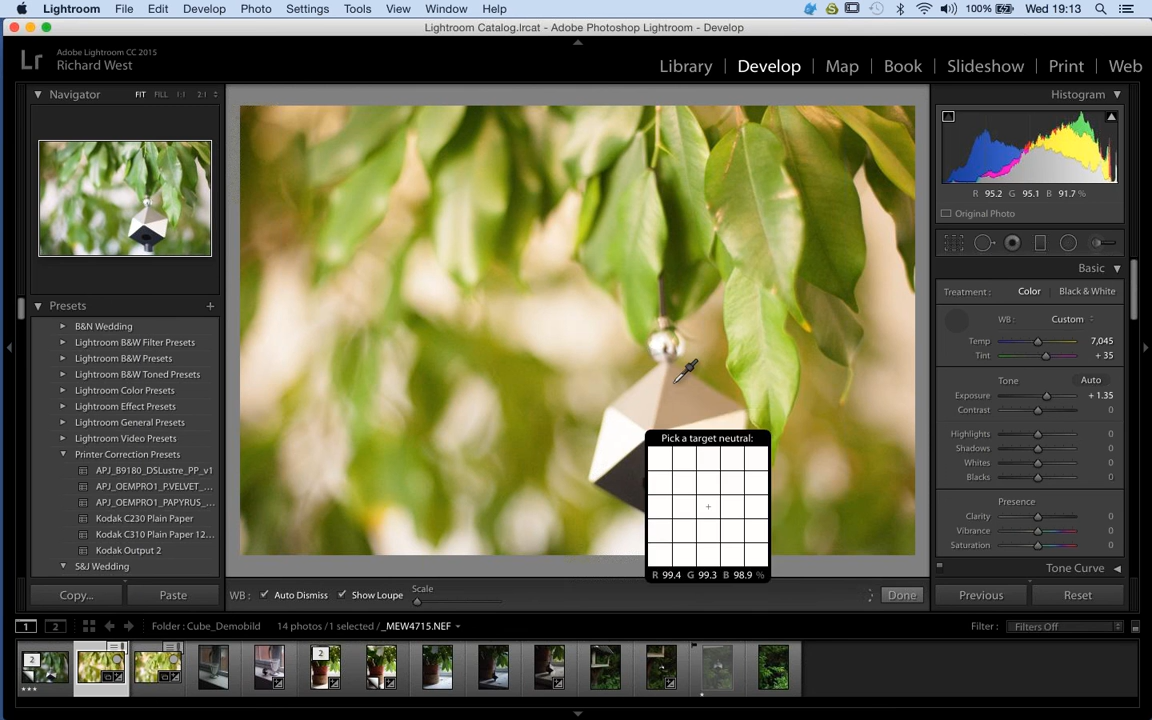 Lightroom File Edit Develop Photo Settings Tools View Window Help 100% Wed 19:13
Lightroom Catalog.lrcat - Adobe Photoshop Lightroom - Develop
Lr
Adobe Lightroom CC 2015
Richard West
Library | Develop | Map | Book | Slideshow | Print | Web
Navigator FIT FILL 1:1 2:1
Presets +
B&N Wedding
Lightroom B&W Filter Presets
Lightroom B&W Presets
Lightroom B&W Toned Presets
Lightroom Color Presets
Lightroom Effect Presets
Lightroom General Presets
Lightroom Video Presets
Printer Correction Presets
APJ_B9180_DSLustre_PP_v1
APJ_OEMPRO1_P.VELVET_...
APJ_OEMPRO1_PAPYRUS_...
Kodak C230 Plain Paper
Kodak C310 Plain Paper 12...
Kodak Output 2
S&J Wedding
Copy... Paste
Pick a target neutral:
R 99.4 G 99.3 B 98.9 %
WB: Auto Dismiss Show Loupe Scale Done
Histogram
R 95.2 G 95.1 B 91.7 %
Original Photo
Basic
Treatment : Color Black & White
WB: Custom
Temp 7,045
Tint + 35
Tone Auto
Exposure + 1.35
Contrast 0
Highlights 0
Shadows 0
Whites 0
Blacks 0
Presence
Clarity 0
Vibrance 0
Saturation 0
Tone Curve
Previous Reset
1 2 Folder : Cube_Demobild 14 photos /1 selected /_MEW4715.NEF Filter : Filters Off
2 2